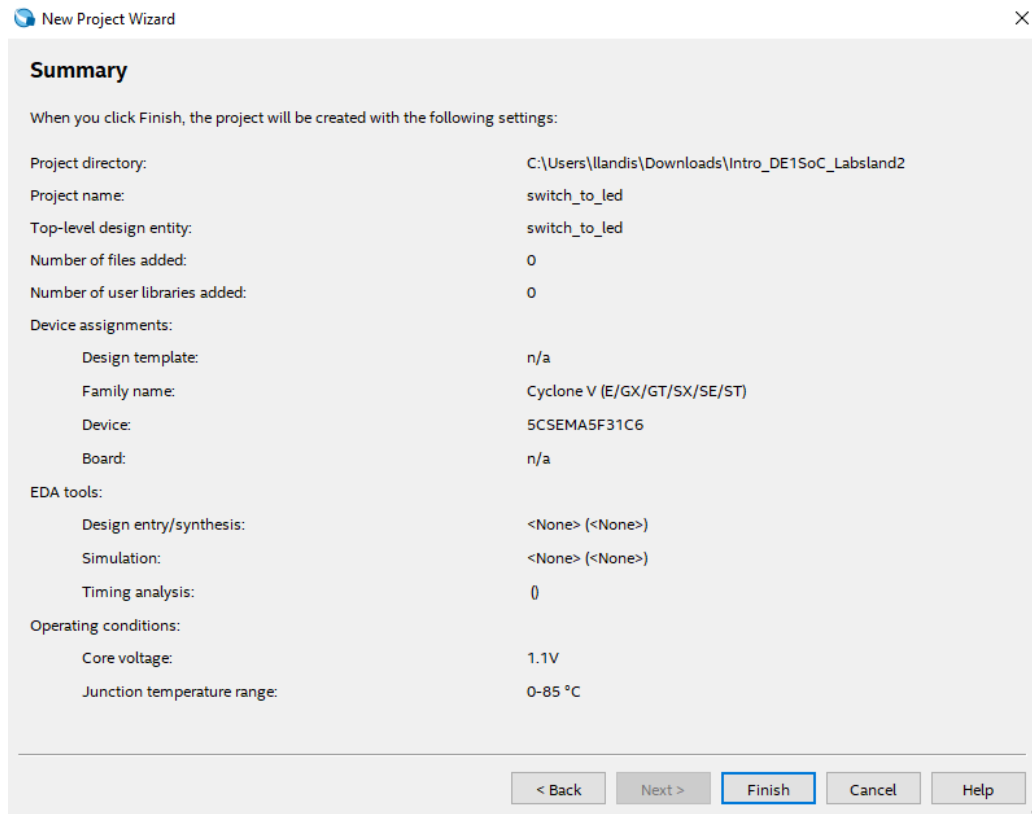 New Project Wizard
Summary
When you click Finish, the project will be created with the following settings:
Project directory: C:\Users\llandis\Downloads\Intro_DE1SoC_Labsland2
Project name: switch_to_led
Top-level design entity: switch_to_led
Number of files added: 0
Number of user libraries added: 0
Device assignments:
Design template: n/a
Family name: Cyclone V (E/GX/GT/SX/SE/ST)
Device: 5CSEMA5F31C6
Board: n/a
EDA tools:
Design entry/synthesis: <None> (<None>)
Simulation: <None> (<None>)
Timing analysis: ()
Operating conditions:
Core voltage: 1.1V
Junction temperature range: 0-85 °C
< Back Next > Finish Cancel Help